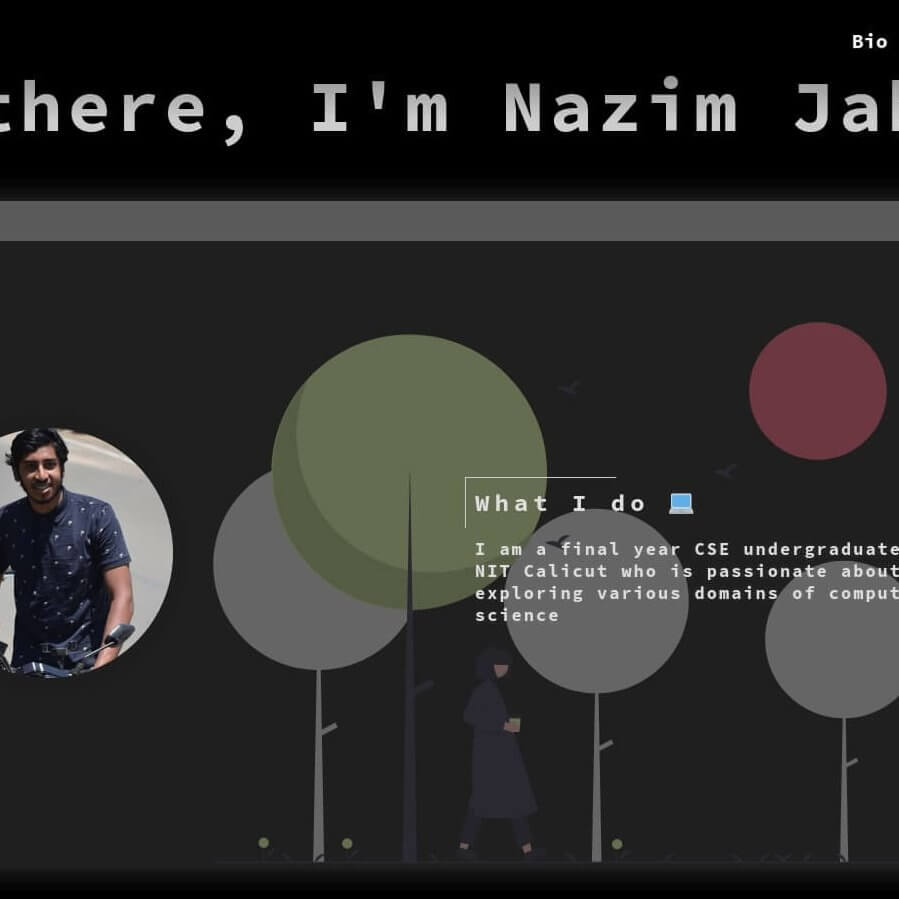 Bio
there, I'm Nazim Jal
What I do
I am a final year CSE undergraduate
NIT Calicut who is passionate about
exploring various domains of comput
science